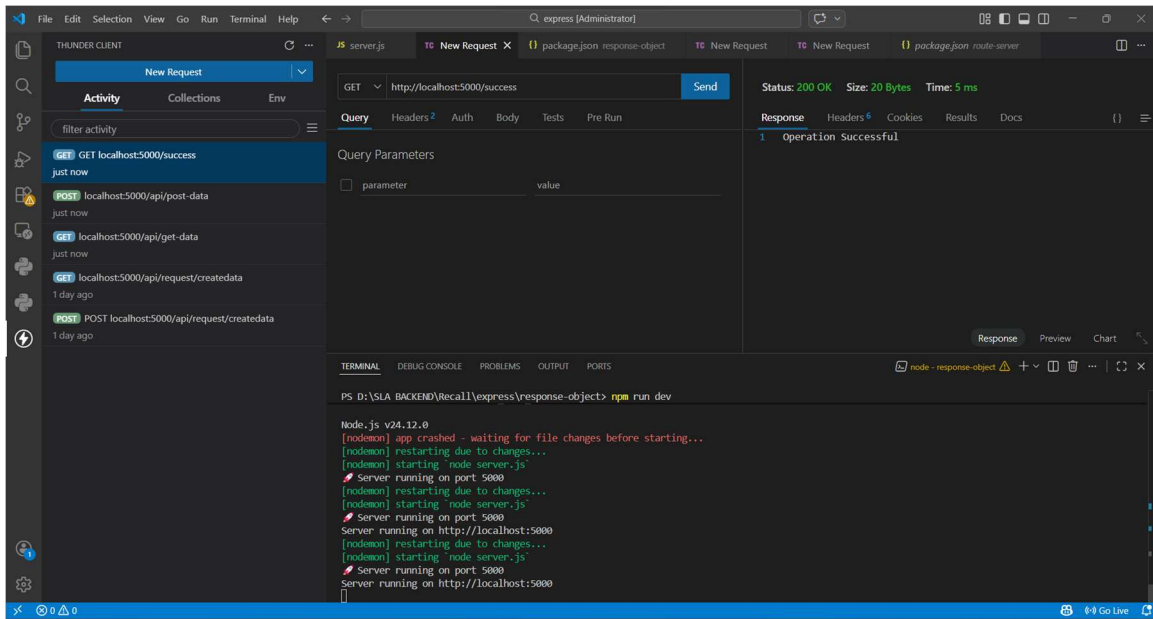 File Edit Selection View Go Run Terminal Help
express [Administrator]
THUNDER CLIENT
New Request
Activity Collections Env
filter activity
GET GET localhost:5000/success
just now
POST localhost:5000/api/post-data
just now
GET localhost:5000/api/get-data
just now
GET localhost:5000/api/request/createdata
1 day ago
POST POST localhost:5000/api/request/createdata
1 day ago
JS server.js TC New Request {} package.json response-object TC New Request TC New Request {} package.json route-server
GET http://localhost:5000/success Send
Query Headers 2 Auth Body Tests Pre Run
Query Parameters
parameter value
Status: 200 OK Size: 20 Bytes Time: 5 ms
Response Headers 6 Cookies Results Docs {}
1 Operation Successful
Response Preview Chart
TERMINAL DEBUG CONSOLE PROBLEMS OUTPUT PORTS
node - response-object
PS D:\SLA BACKEND\Recall\express\response-object> npm run dev
Node.js v24.12.0
[nodemon] app crashed - waiting for file changes before starting...
[nodemon] restarting due to changes...
[nodemon] starting `node server.js`
🚀 Server running on port 5000
[nodemon] restarting due to changes...
[nodemon] starting `node server.js`
🚀 Server running on port 5000
Server running on http://localhost:5000
[nodemon] restarting due to changes...
[nodemon] starting `node server.js`
🚀 Server running on port 5000
Server running on http://localhost:5000
1
0 0 Go Live